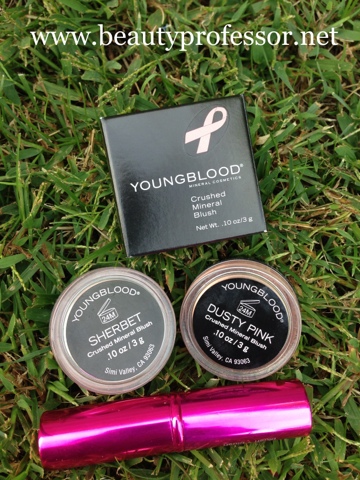 www.beautyprofessor.net
YOUNGBLOOD®
MINERAL COSMETICS
Crushed
Mineral
Blush
Net Wt. .10 oz/3 g
YOUNGBLOOD®
24M
SHERBET
Crushed Mineral Blush
.10 oz / 3 g
Simi Valley, CA 93063
YOUNGBLOOD®
24M
DUSTY PINK
Crushed Mineral Blush
.10 oz / 3 g
Simi Valley, CA 93063